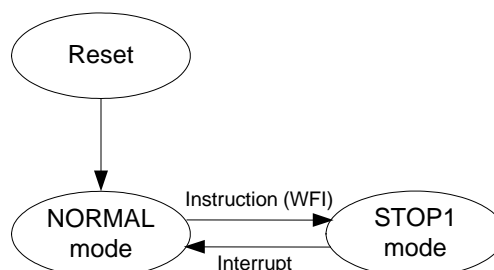 Reset
Instruction (WFI)
NORMAL
mode
STOP1
mode
Interrupt